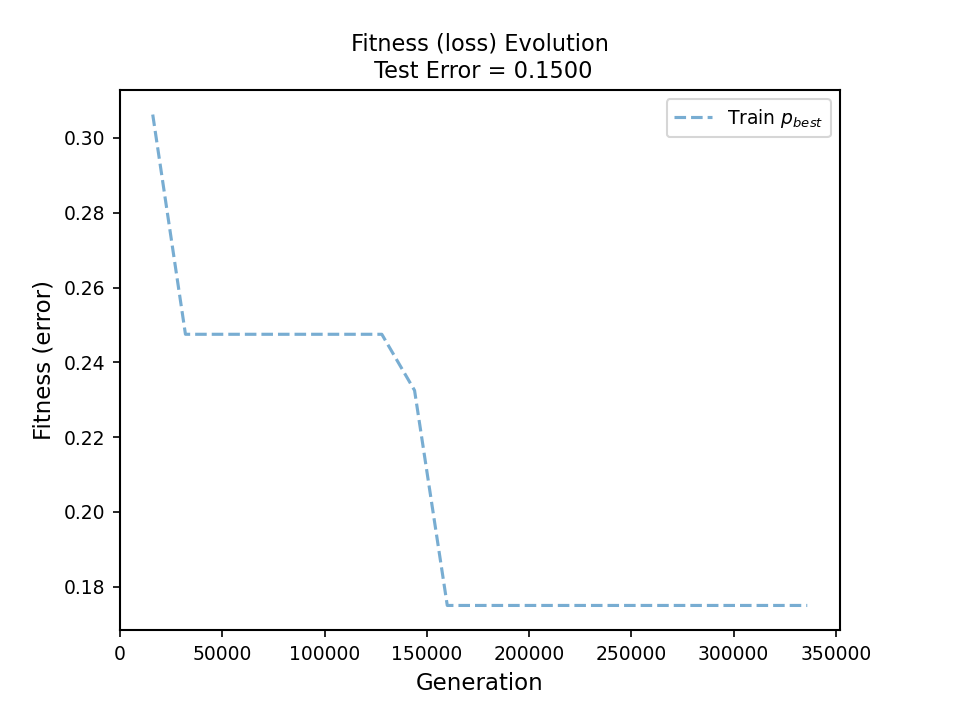 Fitness (loss) Evolution
Test Error = 0.1500
Train p_best
Fitness (error)
0.30
0.28
0.26
0.24
0.22
0.20
0.18
0 50000 100000 150000 200000 250000 300000 350000
Generation